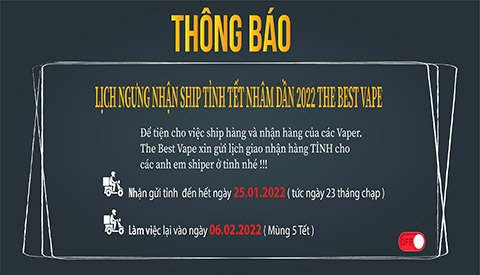 THÔNG BÁO
LỊCH NGƯNG NHẬN SHIP TỈNH TẾT NHÂM DẦN 2022 THE BEST VAPE
Để tiện cho việc ship hàng và nhận hàng của các Vaper.
The Best Vape xin gửi lịch giao nhận hàng TỈNH cho
các anh em shiper ở tỉnh nhé !!!
Nhận gửi tỉnh đến hết ngày 25.01.2022 ( tức ngày 23 tháng chạp )
Làm việc lại vào ngày 06.02.2022 ( Mùng 5 Tết )
OFF